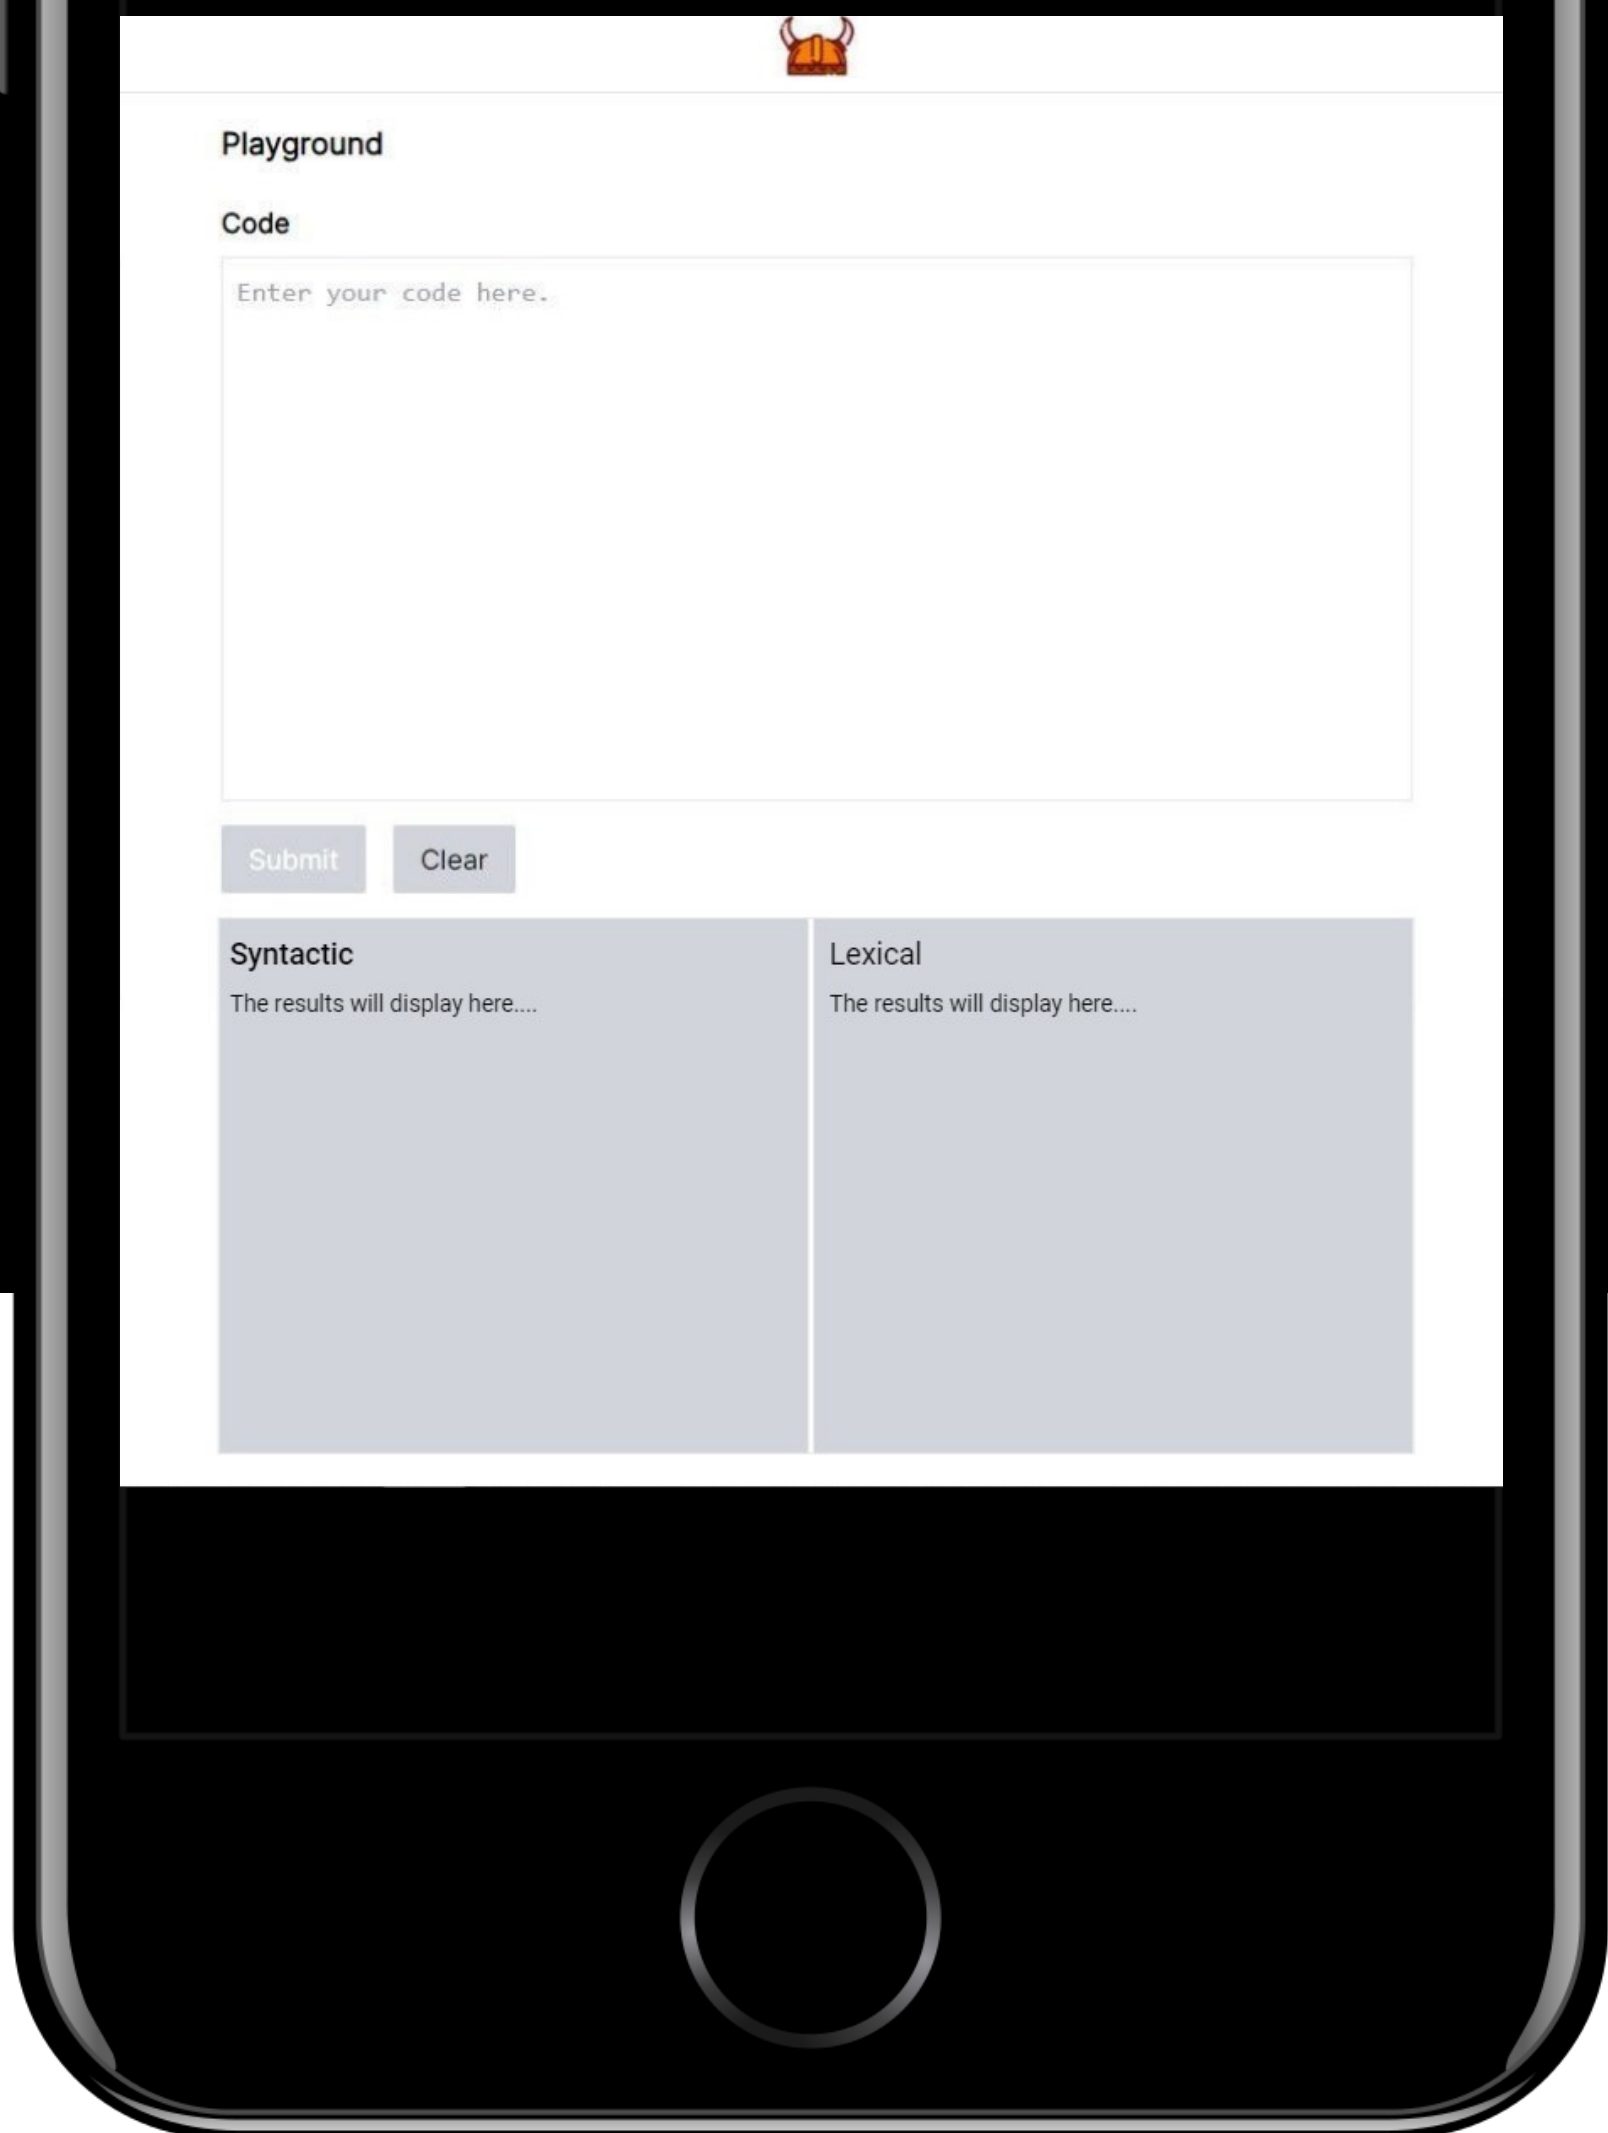 Playground
Code
Enter your code here.
Submit
Clear
Syntactic
The results will display here....
Lexical
The results will display here....